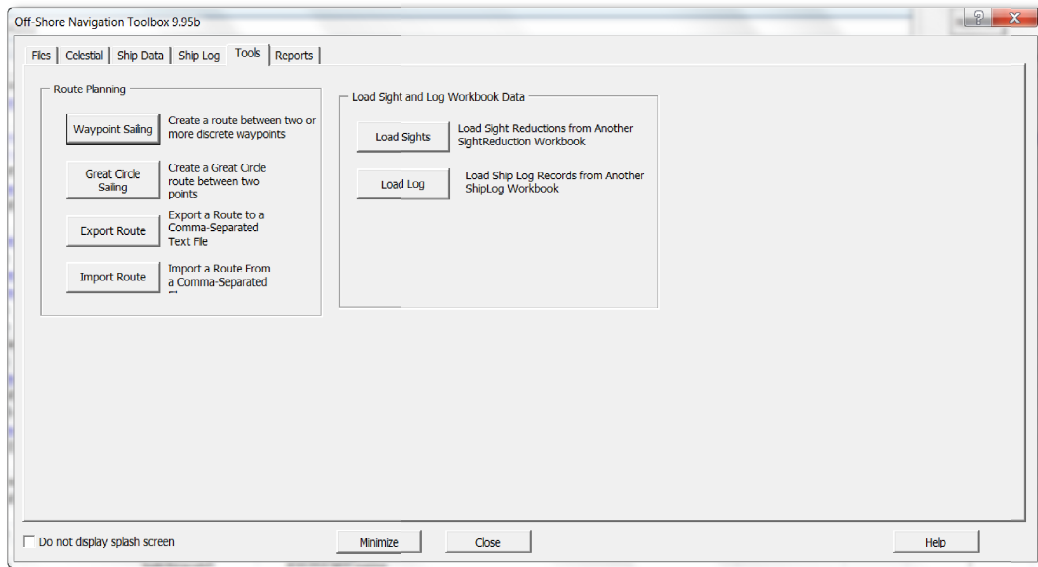 Off-Shore Navigation Toolbox 9.95b
Files
Celestial
Ship Data
Ship Log
Tools
Reports
Route Planning
Waypoint Sailing
Create a route between two or
more discrete waypoints
Great Circle
Sailing
Create a Great Circle
route between two
points
Export Route
Export a Route to a
Comma-Separated
Text File
Import Route
Import a Route From
a Comma-Separated
Load Sight and Log Workbook Data
Load Sights
Load Sight Reductions from Another
SightReduction Workbook
Load Log
Load Ship Log Records from Another
ShipLog Workbook
Do not display splash screen
Minimize
Close
Help